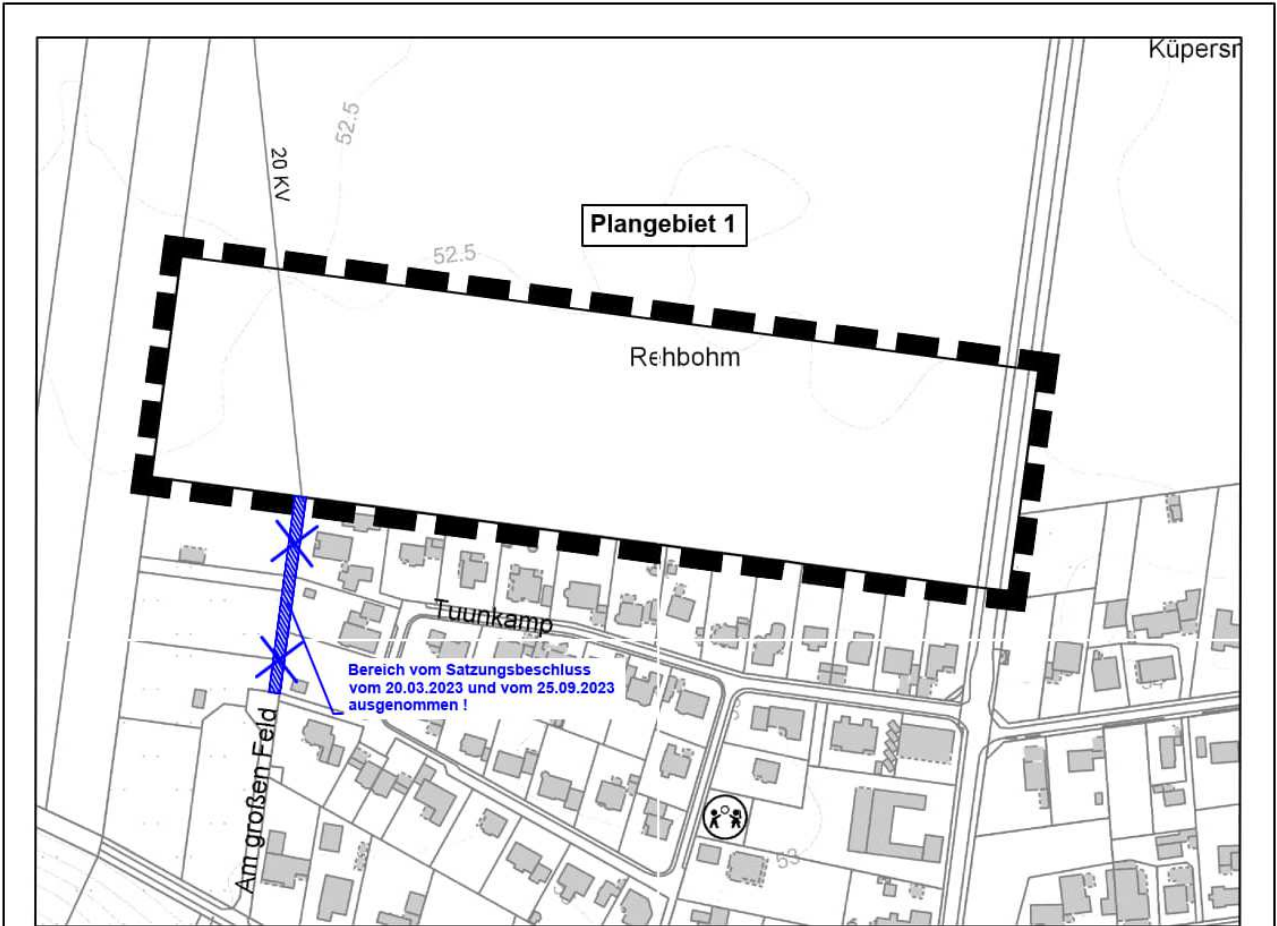 Küpersr
52.5
20 KV
Plangebiet 1
52.5
Rehbohm
Tuunkamp
Bereich vom Satzungsbeschluss
vom 20.03.2023 und vom 25.09.2023
ausgenommen !
Am großen Feld
53